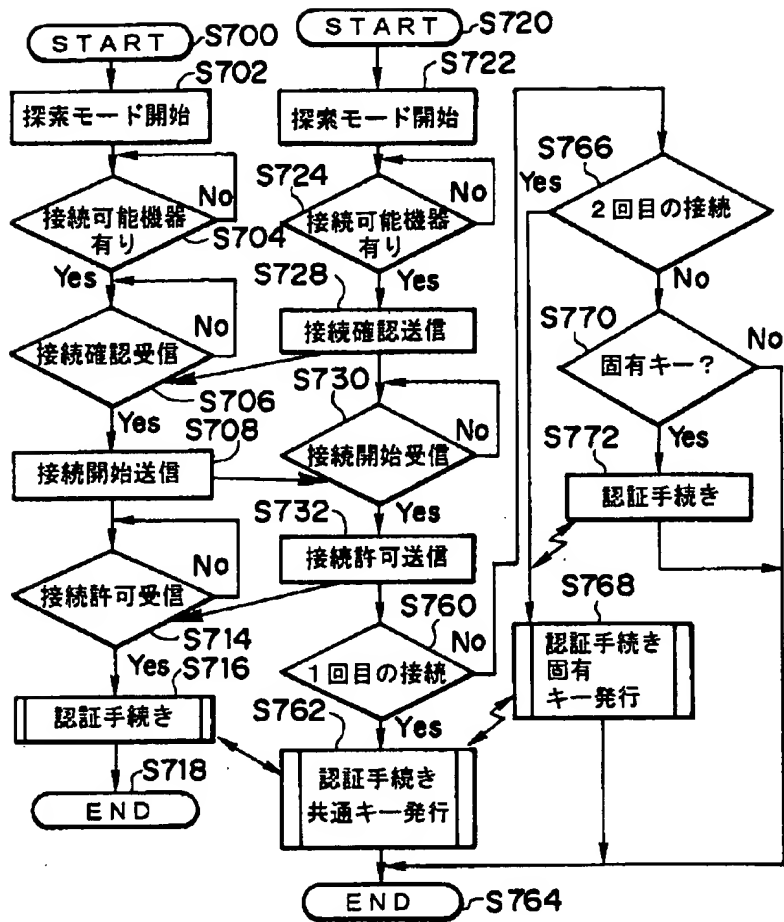 START
S700
S702
探索モード開始
No
接続可能機器
有り
S704
Yes
No
接続確認受信
S706
Yes
S708
接続開始送信
No
接続許可受信
S714
Yes
S716
認証手続き
S718
END
START
S720
S722
探索モード開始
S724
No
接続可能機器
有り
S728
Yes
接続確認送信
S730
No
接続開始受信
S732
Yes
接続許可送信
S760
No
1回目の接続
S762
Yes
認証手続き
共通キー発行
END
S764
S766
Yes
2回目の接続
No
S770
No
固有キー?
S772
Yes
認証手続き
S768
認証手続き
固有
キー発行